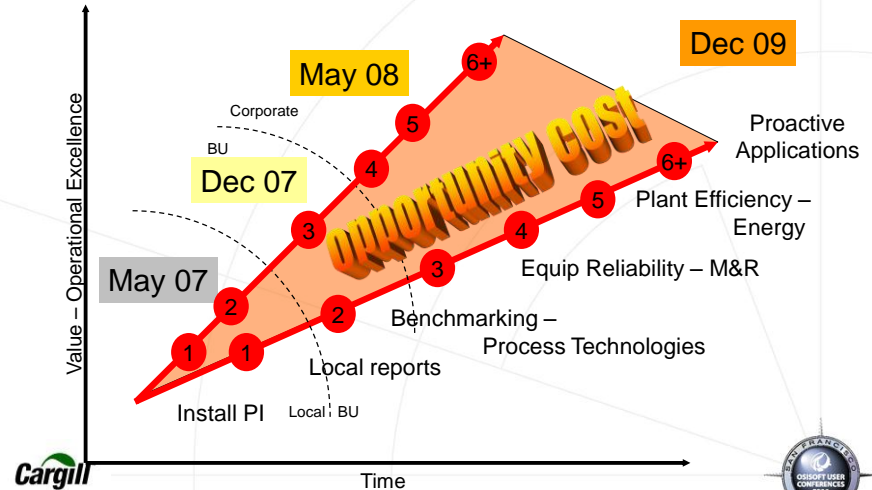 Dec 09
May 08
6+
Corporate
5
BU
4
Dec 07
3
opportunity cost
Proactive
Applications
6+
5
Plant Efficiency –
Energy
4
Equip Reliability – M&R
3
May 07
2
2
Benchmarking –
Process Technologies
1
1
Local reports
Install PI
Local
BU
Value – Operational Excellence
Time
Cargill
SAN FRANCISCO
OSISOFT USER
CONFERENCES